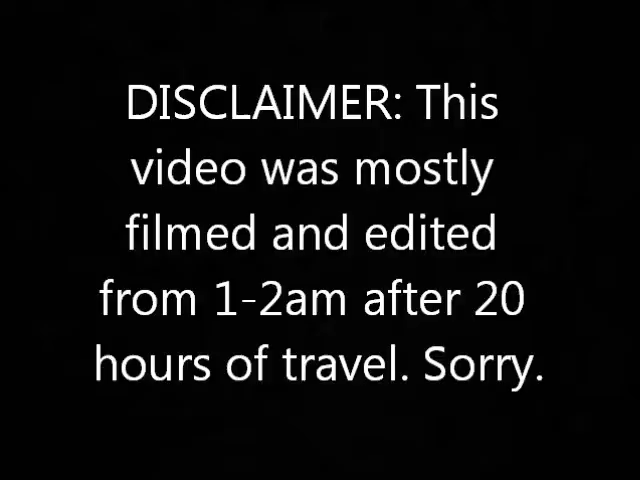 DISCLAIMER: This
video was mostly
filmed and edited
from 1-2am after 20
hours of travel. Sorry.